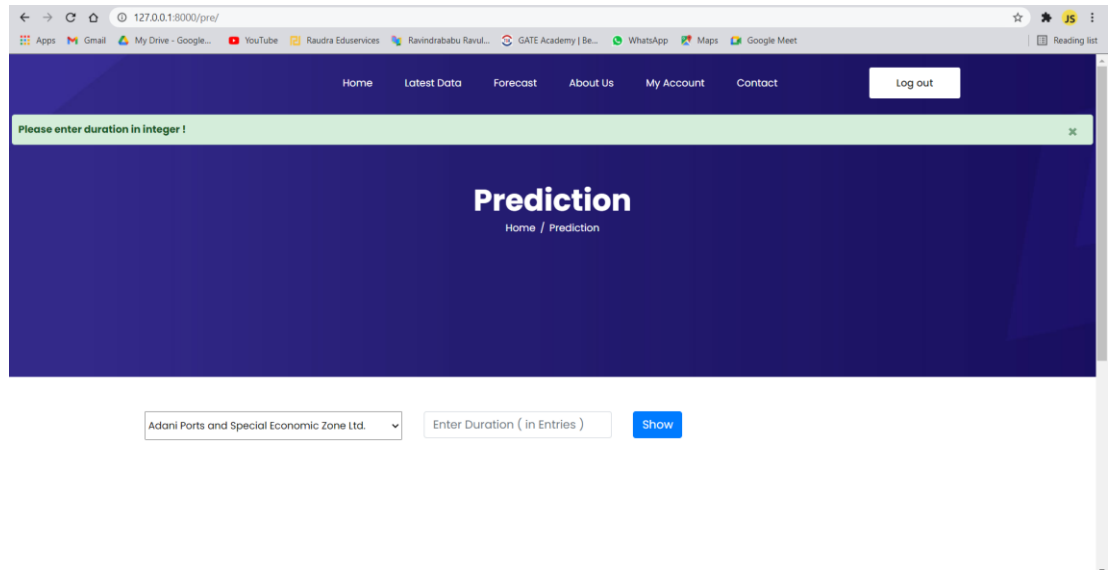 127.0.0.1:8000/pre/
JS
Apps Gmail My Drive - Google... YouTube Raudra Eduservices Ravindrababu Ravul... GATE Academy | Be... WhatsApp Maps Google Meet Reading list
Home Latest Data Forecast About Us My Account Contact Log out
Please enter duration in integer ! ×
Prediction
Home / Prediction
Adani Ports and Special Economic Zone Ltd. Enter Duration ( in Entries ) Show